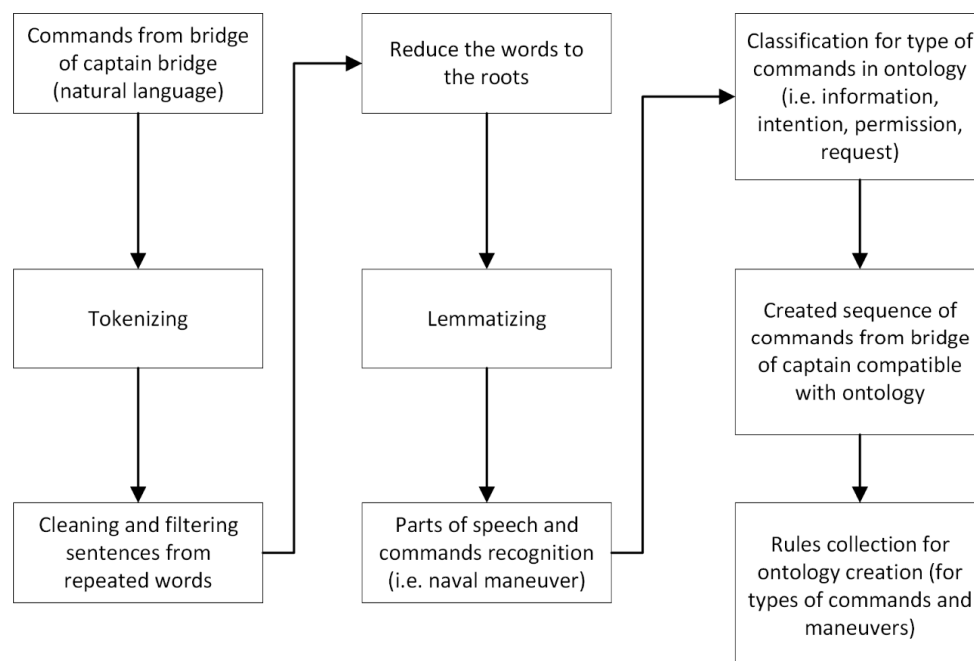 Commands from bridge
of captain bridge
(natural language)
Tokenizing
Cleaning and filtering
sentences from
repeated words
Reduce the words to
the roots
Lemmatizing
Parts of speech and
commands recognition
(i.e. naval maneuver)
Classification for type of
commands in ontology
(i.e. information,
intention, permission,
request)
Created sequence of
commands from bridge
of captain compatible
with ontology
Rules collection for
ontology creation (for
types of commands and
maneuvers)